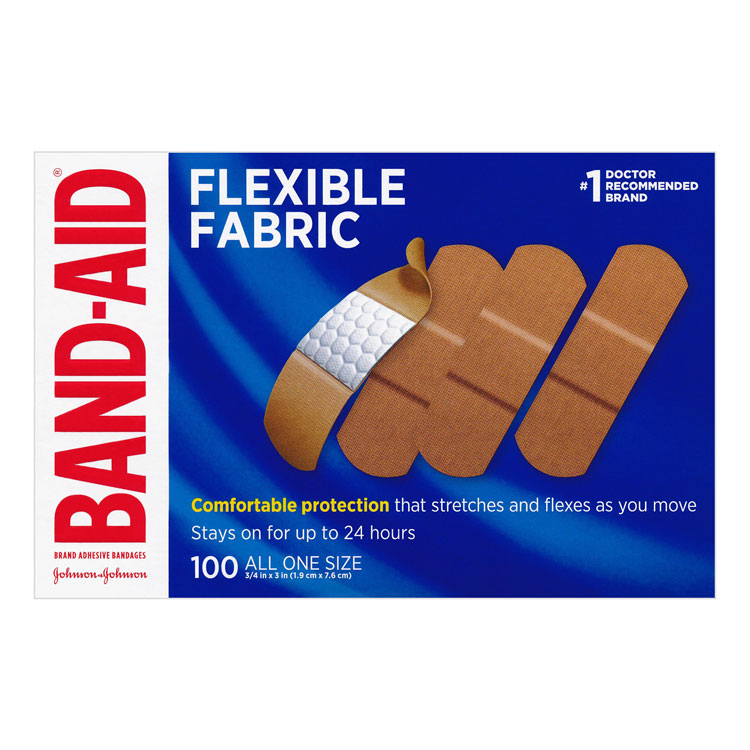 BAND-AID®
BRAND ADHESIVE BANDAGES
Johnson & Johnson
FLEXIBLE
FABRIC
#1 DOCTOR
RECOMMENDED
BRAND
Comfortable protection that stretches and flexes as you move
Stays on for up to 24 hours
100 ALL ONE SIZE
3/4 in x 3 in (1.9 cm x 7.6 cm)